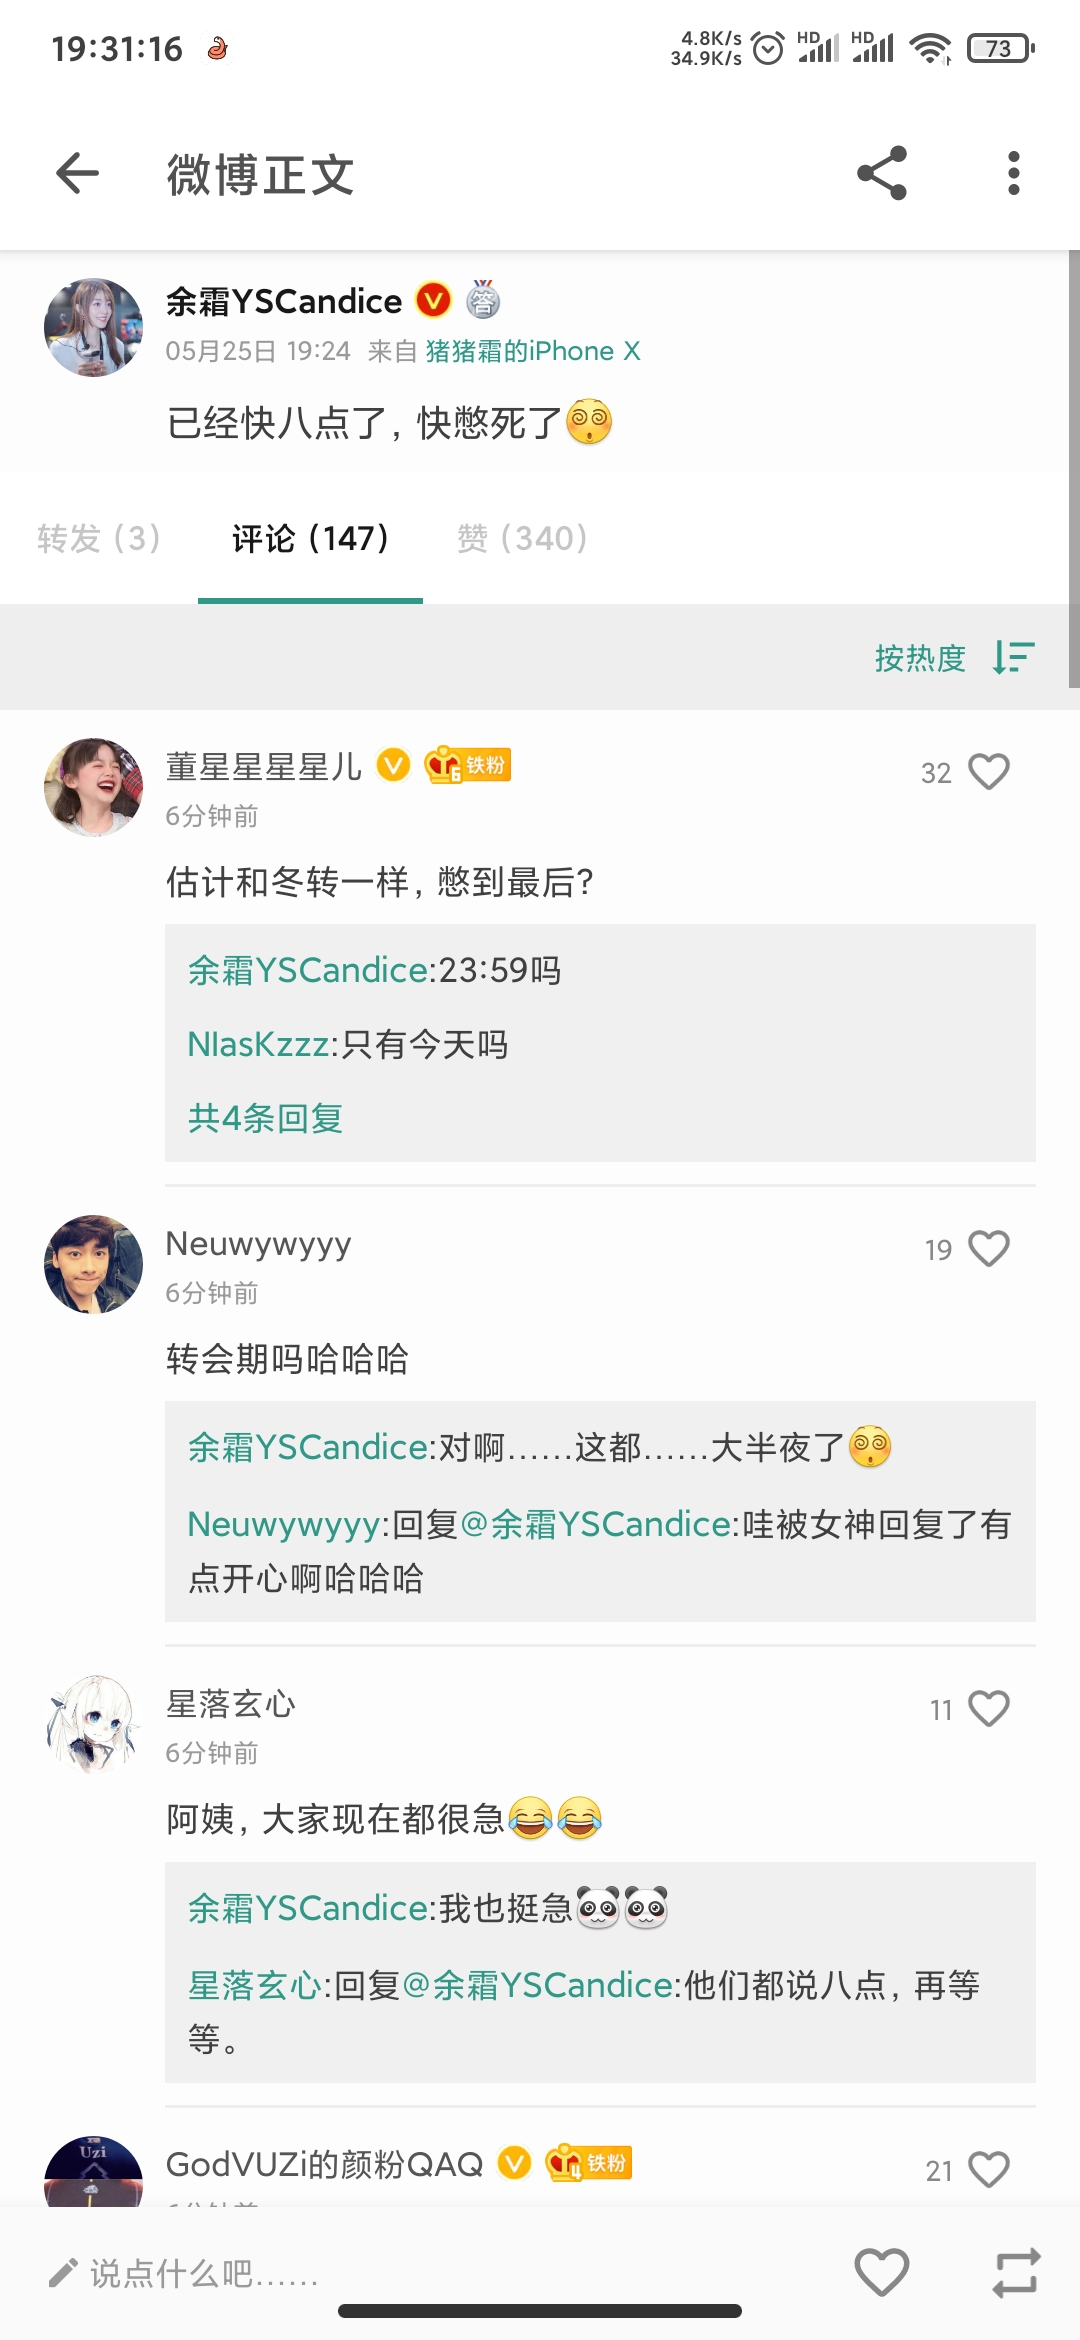 19:31:16
4.8K/s
34.9K/s
HD
HD
73
微博正文
余霜YSCandice
答
05月25日 19:24 来自 猪猪霜的iPhone X
已经快八点了, 快憋死了
转发 (3)
评论 (147)
赞 (340)
按热度
董星星星星儿 V 6 铁粉
32
6分钟前
估计和冬转一样, 憋到最后?
余霜YSCandice:23:59吗
NlasKzzz:只有今天吗
共4条回复
Neuwywyyy
19
6分钟前
转会期吗哈哈哈
余霜YSCandice:对啊......这都......大半夜了
Neuwywyyy:回复@余霜YSCandice:哇被女神回复了有
点开心啊哈哈哈
星落玄心
11
6分钟前
阿姨, 大家现在都很急
余霜YSCandice:我也挺急
星落玄心:回复@余霜YSCandice:他们都说八点, 再等
等。
Uzi
GodVUZi的颜粉QAQ V 4 铁粉
21
说点什么吧......